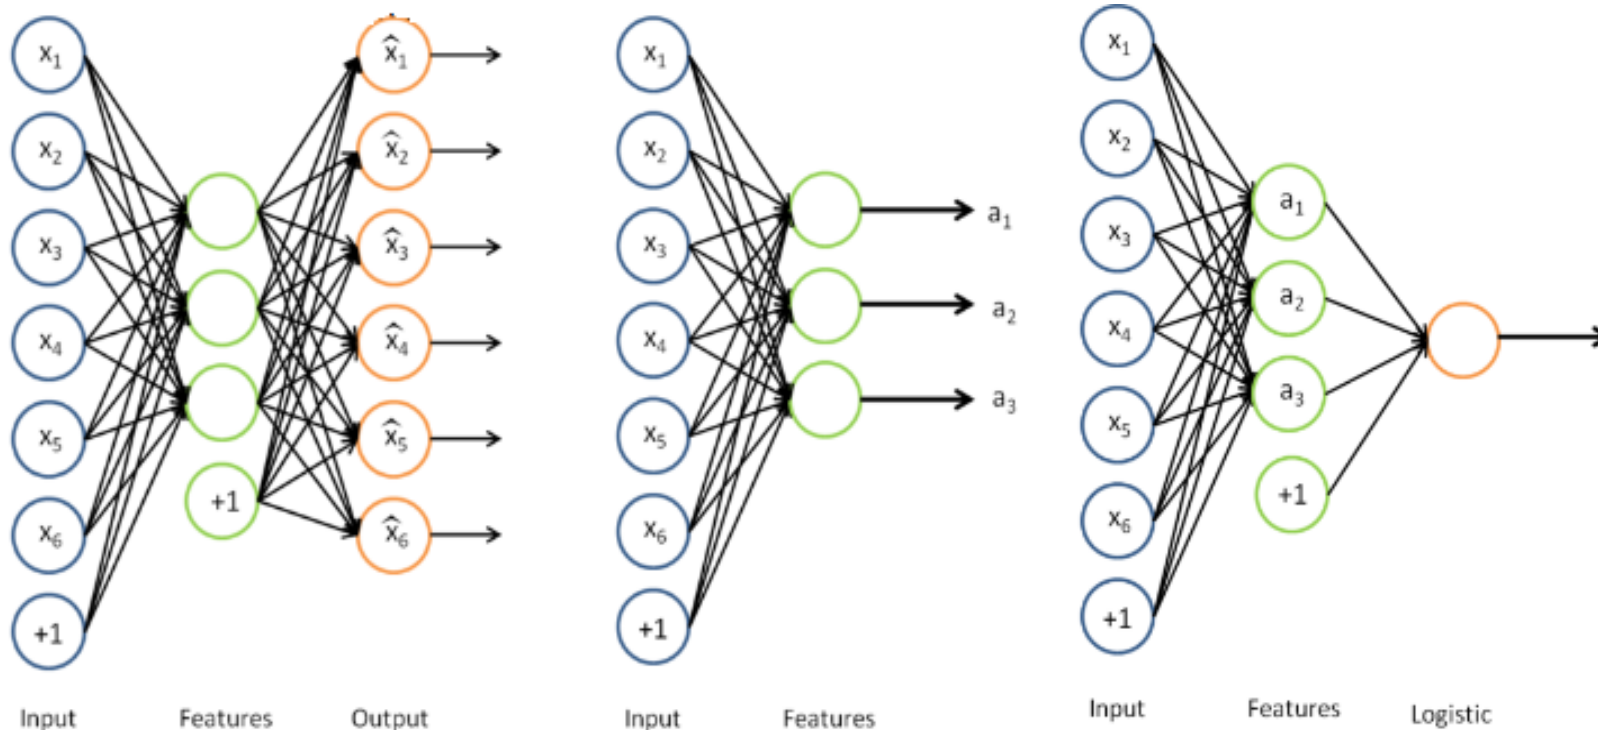 x1
x2
x3
x4
x5
x6
+1
Input
+1
Features
x̂1
x̂2
x̂3
x̂4
x̂5
x̂6
Output
x1
x2
x3
x4
x5
x6
+1
Input
Features
a1
a2
a3
x1
x2
x3
x4
x5
x6
+1
Input
a1
a2
a3
+1
Features
Logistic